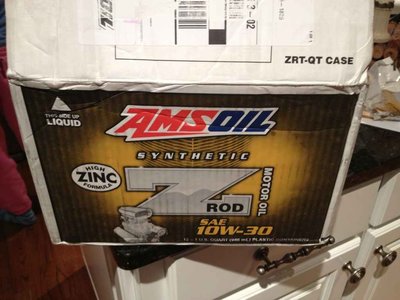 ZRT-QT CASE
THIS SIDE UP
LIQUID
AMSOIL
SYNTHETIC
HIGH
ZINC
FORMULA
Z
ROD
MOTOR OIL
SAE
10W-30